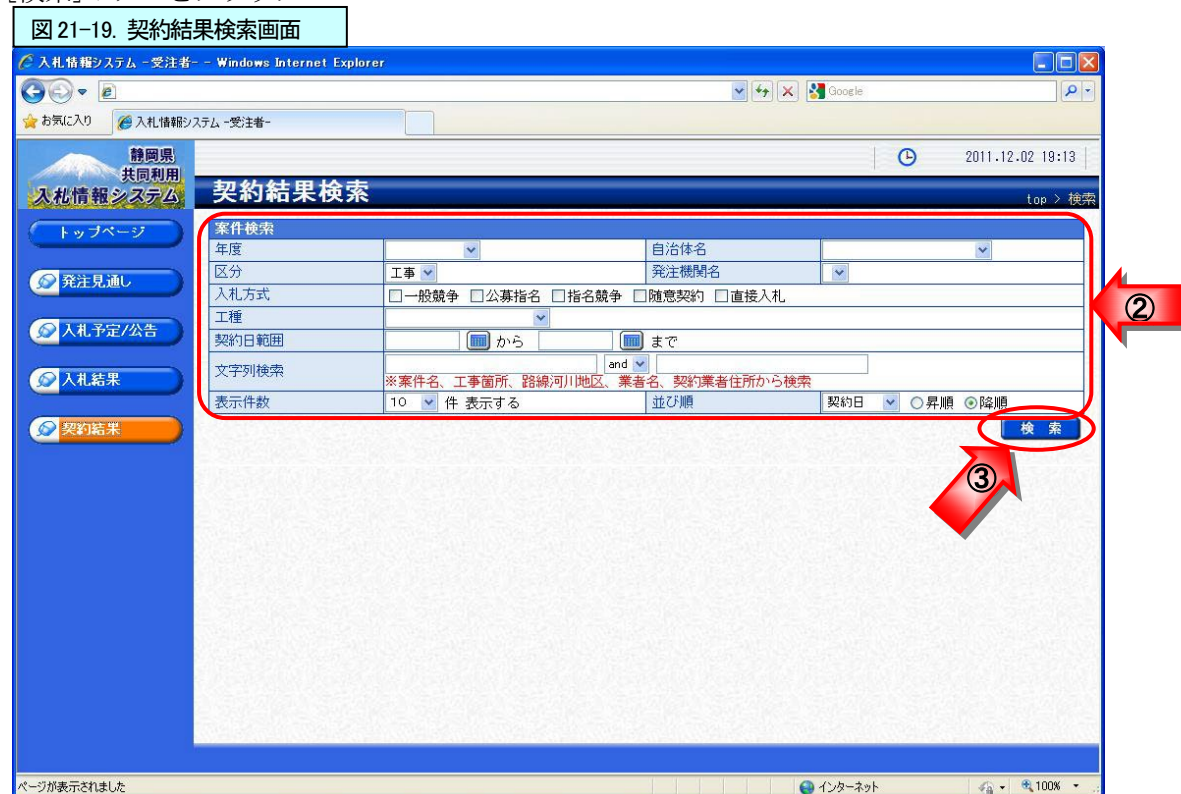 図 21-19. 契約結果検索画面
入札情報システム -受注者- - Windows Internet Explorer
Google
お気に入り 入札情報システム -受注者-
静岡県
共同利用
入札情報システム
2011.12.02 19:13
契約結果検索
top > 検索
トップページ
発注見通し
入札予定/公告
入札結果
契約結果
案件検索
年度 自治体名
区分 工事 発注機関名
入札方式 一般競争 公募指名 指名競争 随意契約 直接入札
工種
契約日範囲 から まで
文字列検索 and
※案件名、工事箇所、路線河川地区、業者名、契約業者住所から検索
表示件数 10 件 表示する 並び順 契約日 昇順 降順
検 索
②
③
ページが表示されました インターネット 100%